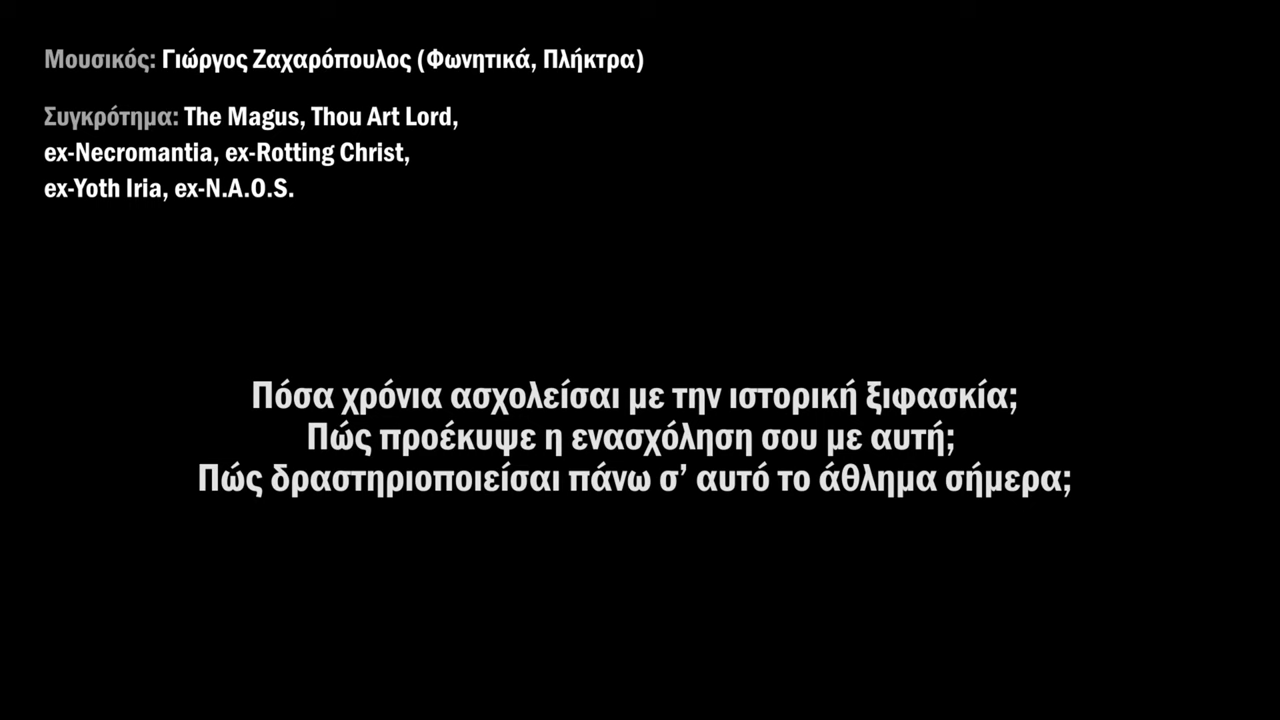 Μουσικός: Γιώργος Ζαχαρόπουλος (Φωνητικά, Πλήκτρα)
Συγκρότημα: The Magus, Thou Art Lord,
ex-Necromantia, ex-Rotting Christ,
ex-Yoth Iria, ex-N.A.O.S.
Πόσα χρόνια ασχολείσαι με την ιστορική ξιφασκία;
Πώς προέκυψε η ενασχόληση σου με αυτή;
Πώς δραστηριοποιείσαι πάνω σ’ αυτό το άθλημα σήμερα;